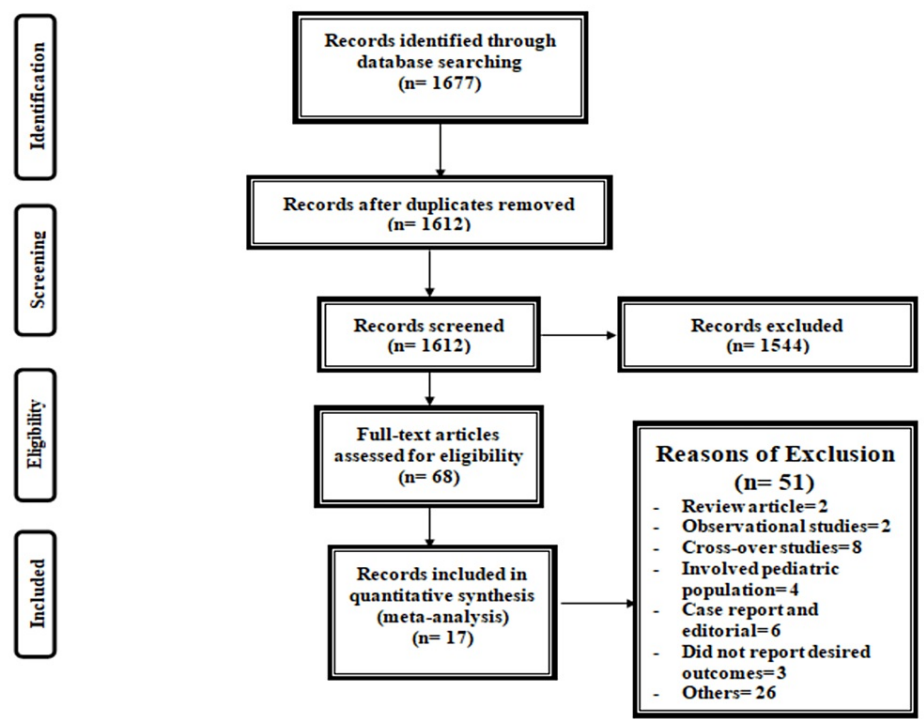 Identification
Records identified through
database searching
(n= 1677)
Records after duplicates removed
(n= 1612)
Screening
Records screened
(n= 1612)
Records excluded
(n= 1544)
Eligibility
Full-text articles
assessed for eligibility
(n= 68)
Reasons of Exclusion
(n= 51)
- Review article=2
- Observational studies=2
- Cross-over studies=8
- Involved pediatric
population=4
- Case report and
editorial=6
- Did not report desired
outcomes=3
- Others= 26
Included
Records included in
quantitative synthesis
(meta-analysis)
(n= 17)